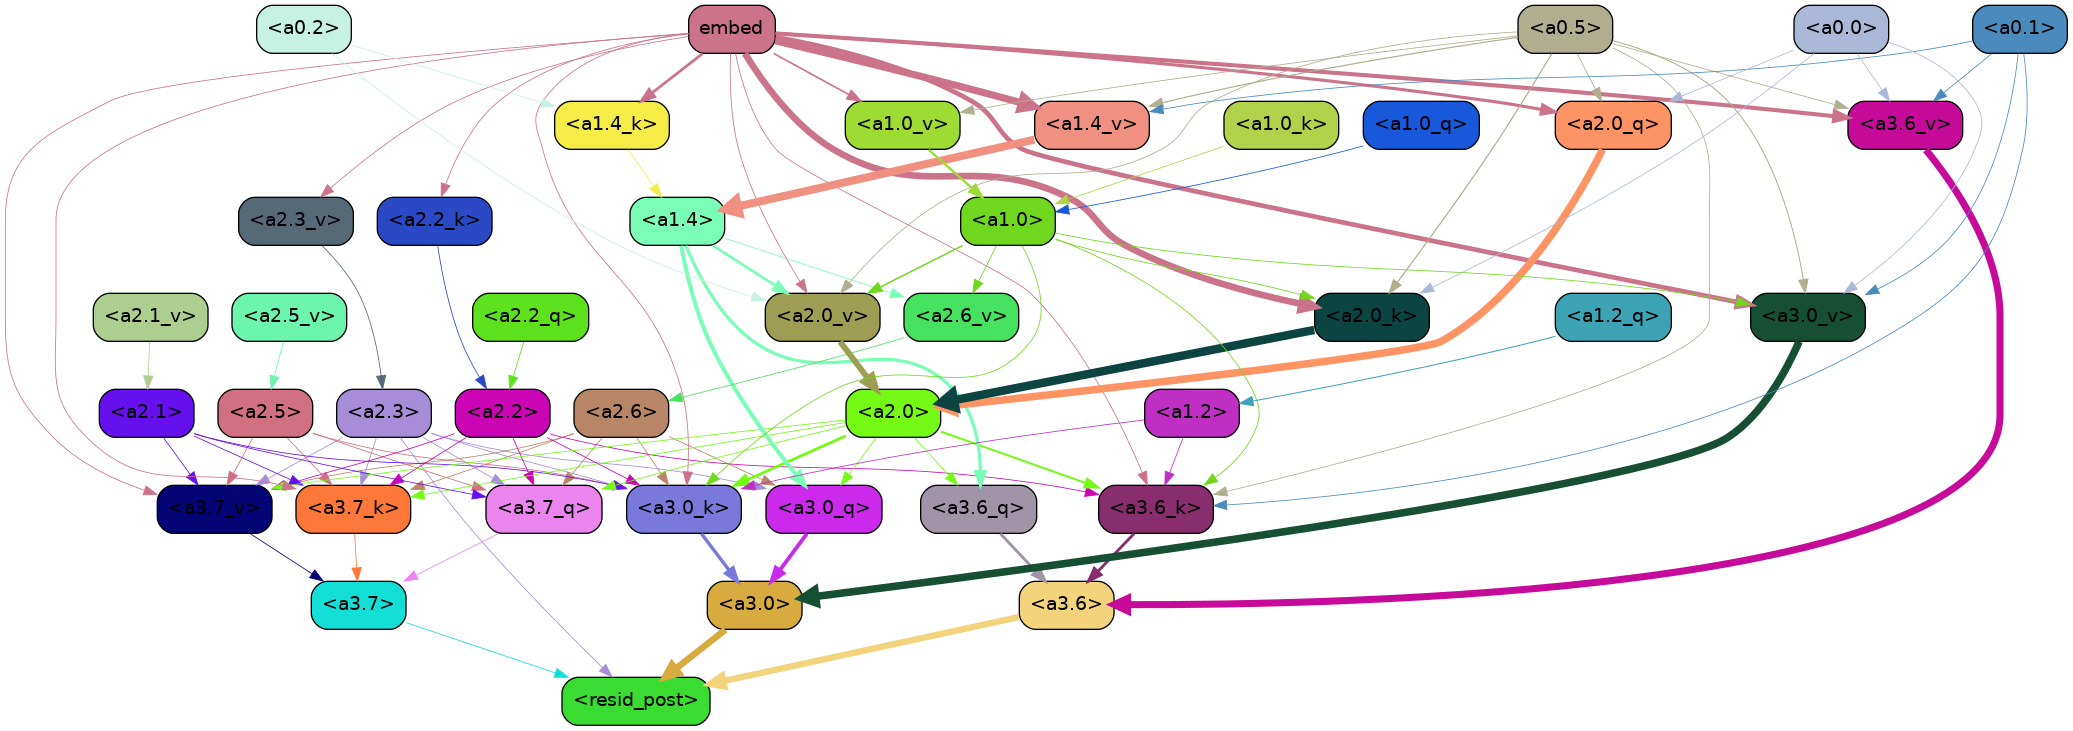 <a0.2>
embed
<a0.5>
<a0.0>
<a0.1>
<a1.4_k>
<a1.0_v>
<a1.4_v>
<a1.0_k>
<a1.0_q>
<a2.0_q>
<a3.6_v>
<a2.3_v>
<a2.2_k>
<a1.4>
<a1.0>
<a2.1_v>
<a2.5_v>
<a2.2_q>
<a2.0_v>
<a2.6_v>
<a2.0_k>
<a1.2_q>
<a3.0_v>
<a2.1>
<a2.5>
<a2.3>
<a2.2>
<a2.6>
<a2.0>
<a1.2>
<a3.7_v>
<a3.7_k>
<a3.7_q>
<a3.0_k>
<a3.0_q>
<a3.6_q>
<a3.6_k>
<a3.7>
<a3.0>
<a3.6>
<resid_post>